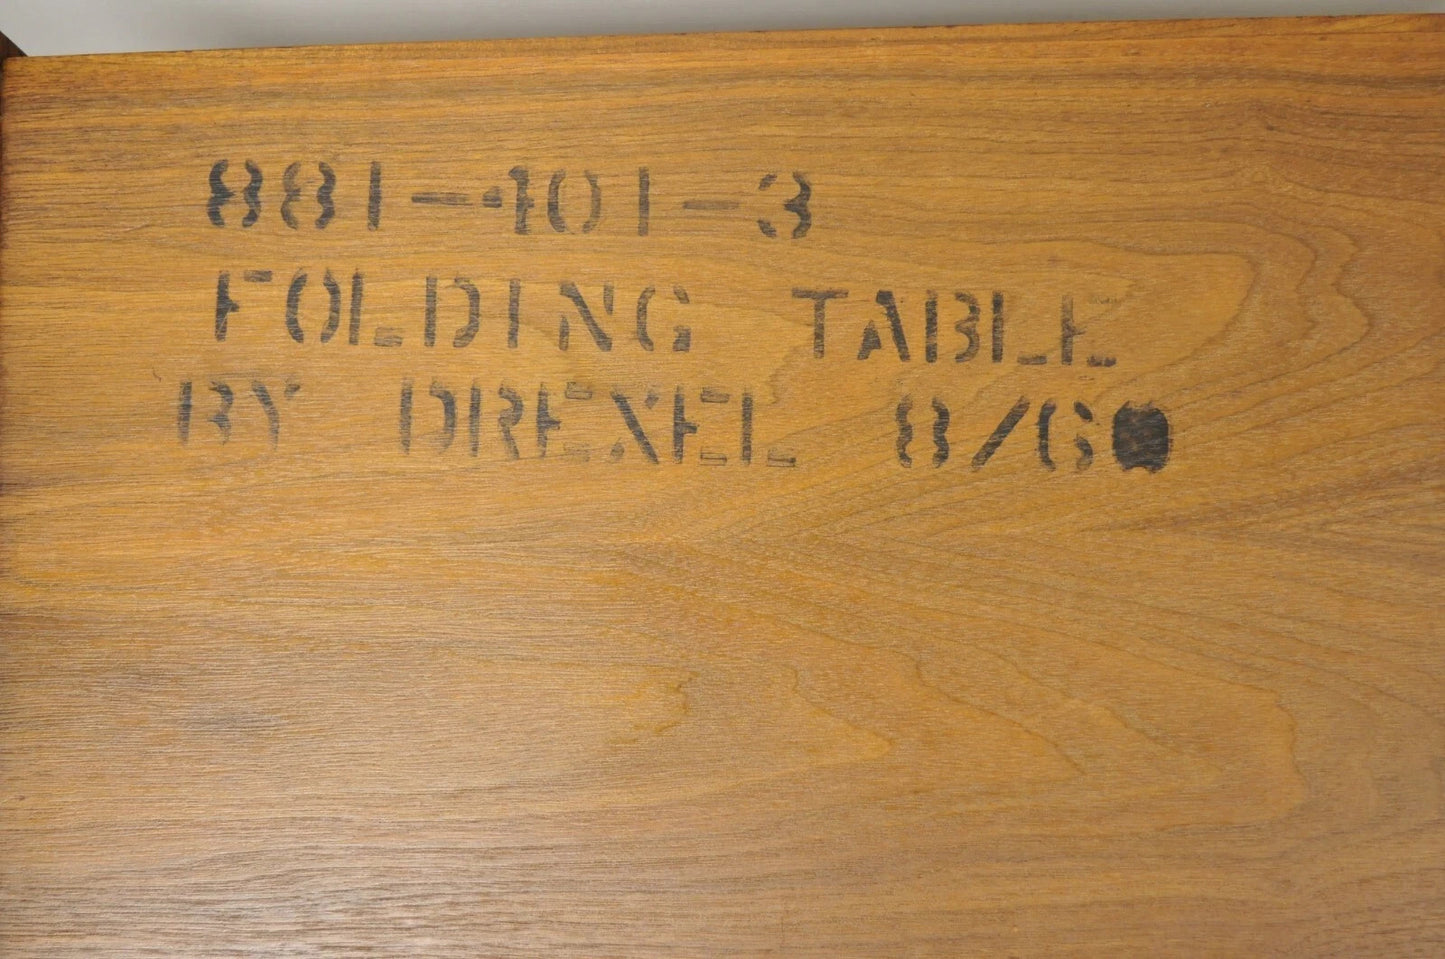 881-401-3
FOLDING TABLE
BY DREXEL 8/60